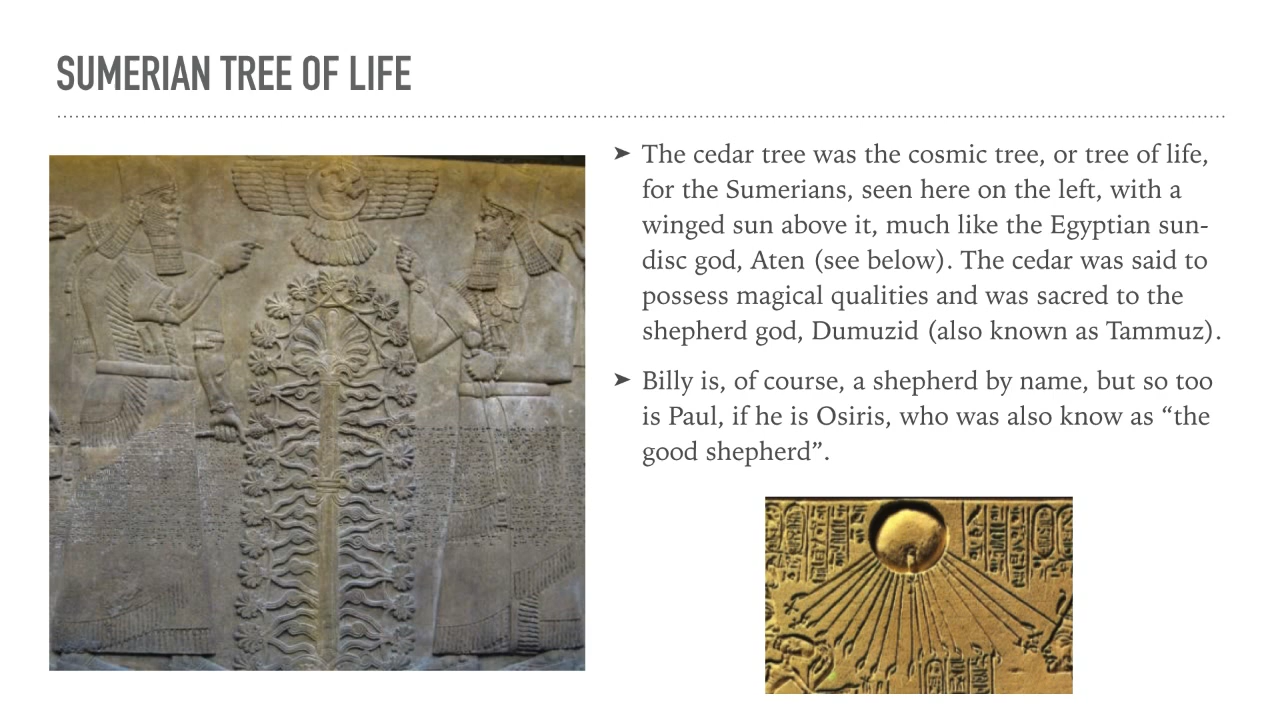 SUMERIAN TREE OF LIFE
➤ The cedar tree was the cosmic tree, or tree of life,
for the Sumerians, seen here on the left, with a
winged sun above it, much like the Egyptian sun-
disc god, Aten (see below). The cedar was said to
possess magical qualities and was sacred to the
shepherd god, Dumuzid (also known as Tammuz).
➤ Billy is, of course, a shepherd by name, but so too
is Paul, if he is Osiris, who was also know as “the
good shepherd”.